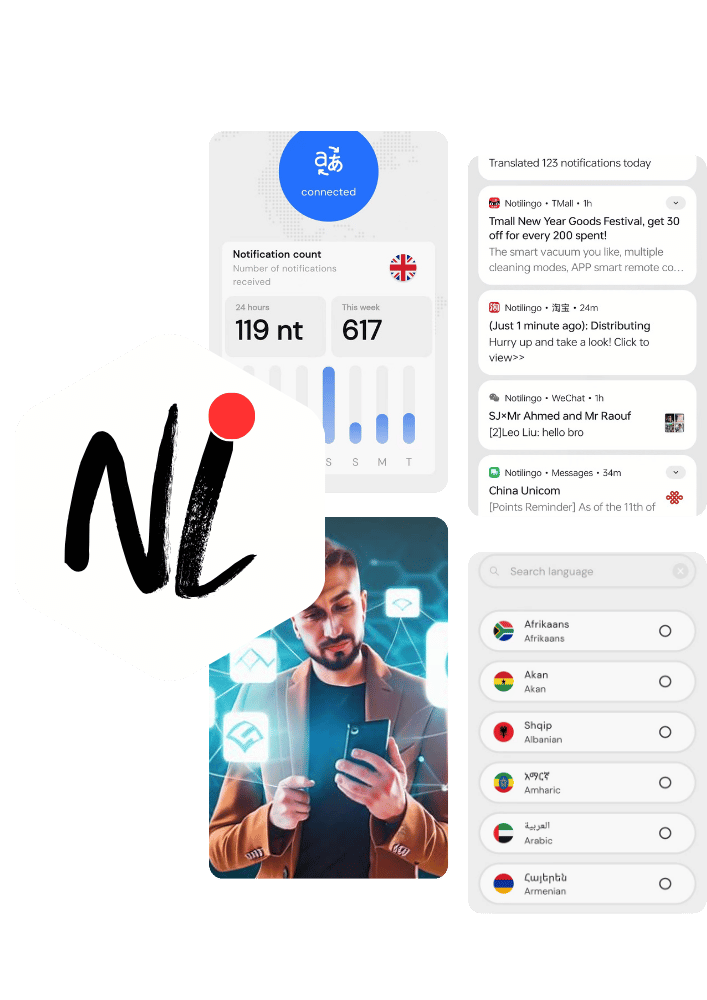 aあ
connected
Notification count
Number of notifications
received
24 hours
119 nt
This week
617
S
S
M
T
NL
Translated 123 notifications today
Notilingo • TMall • 1h
Tmall New Year Goods Festival, get 30
off for every 200 spent!
The smart vacuum you like, multiple
cleaning modes, APP smart remote co...
淘
Notilingo • 淘宝 • 24m
(Just 1 minute ago): Distributing
Hurry up and take a look! Click to
view>>
Notilingo • WeChat • 1h
SJ×Mr Ahmed and Mr Raouf
[2]Leo Liu: hello bro
Notilingo • Messages • 34m
China Unicom
[Points Reminder] As of the 11th of
Search language
Afrikaans
Afrikaans
Akan
Akan
Shqip
Albanian
አማርኛ
Amharic
العربية
Arabic
Հայերեն
Armenian